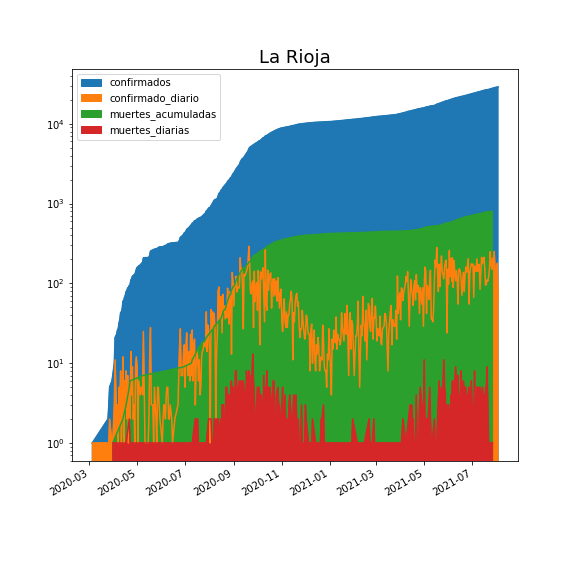 La Rioja
confirmados
confirmado_diario
muertes_acumuladas
muertes_diarias
10⁴
10³
10²
10¹
10⁰
2020-03
2020-05
2020-07
2020-09
2020-11
2021-01
2021-03
2021-05
2021-07